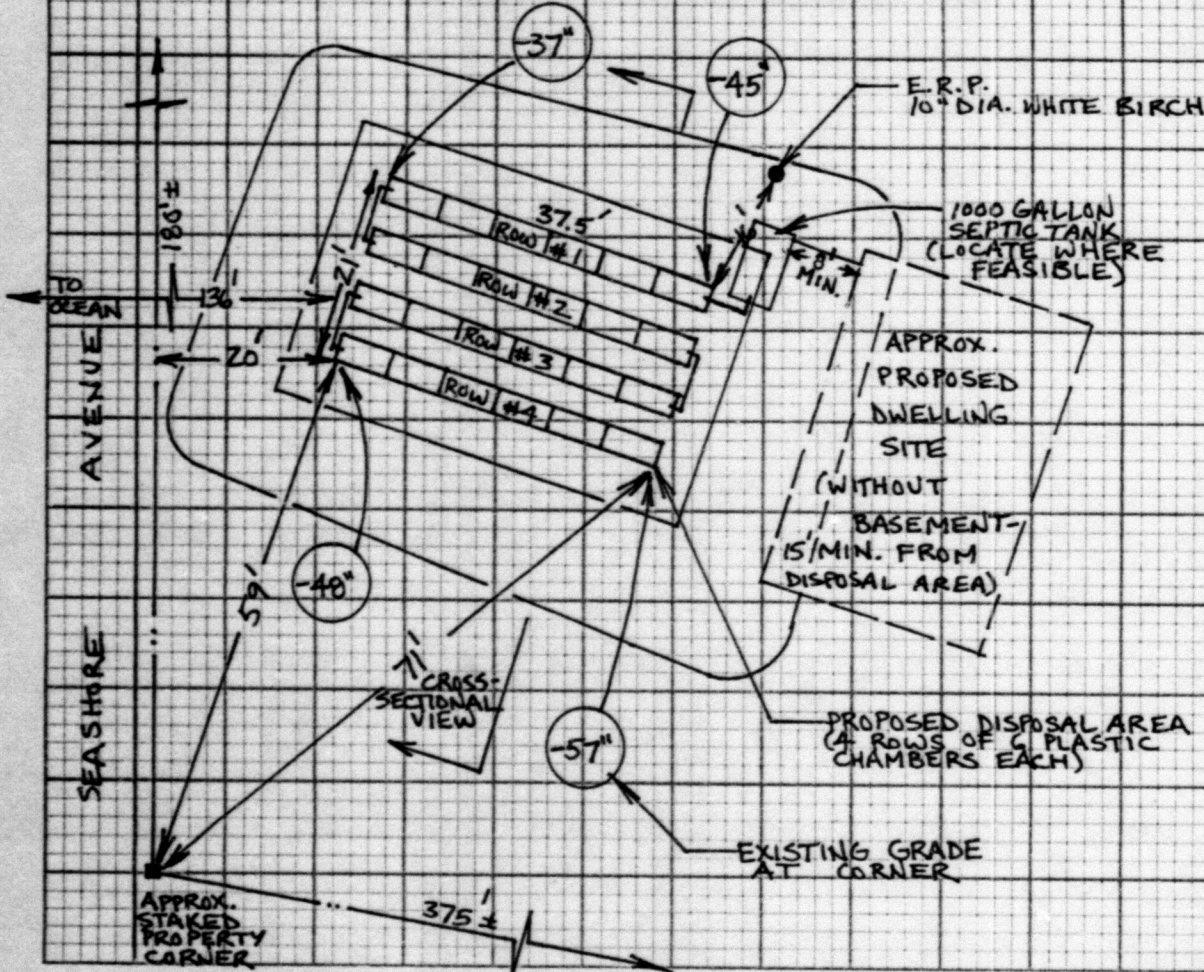 -37"
-45"
E.R.P.
10" DIA. WHITE BIRCH
180'±
37.5'
ROW #1
1000 GALLON
SEPTIC TANK
(LOCATE WHERE
FEASIBLE)
8'
MIN.
21'
ROW #2
TO
OCEAN
136'
20'
ROW #3
ROW #4
APPROX.
PROPOSED
DWELLING
SITE
(WITHOUT
BASEMENT-
15' MIN. FROM
DISPOSAL AREA)
SEASHORE AVENUE
-48"
59'
71'
CROSS-
SECTIONAL
VIEW
-57"
PROPOSED DISPOSAL AREA
(4 ROWS OF 6 PLASTIC
CHAMBERS EACH)
EXISTING GRADE
AT CORNER
APPROX.
STAKED
PROPERTY
CORNER
375'±